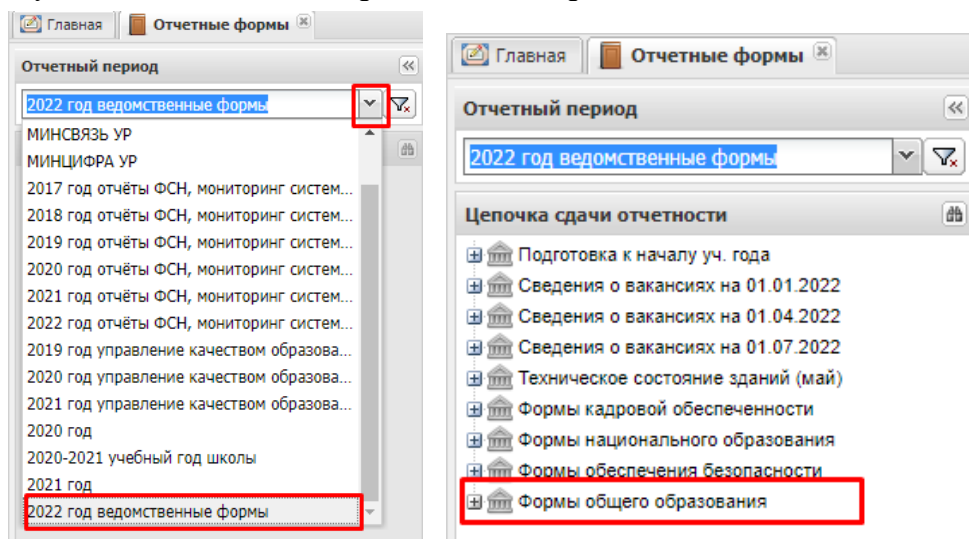 Главная Отчетные формы
Отчетный период
2022 год ведомственные формы
МИНСВЯЗЬ УР
МИНЦИФРА УР
2017 год отчёты ФСН, мониторинг систем...
2018 год отчёты ФСН, мониторинг систем...
2019 год отчёты ФСН, мониторинг систем...
2020 год отчёты ФСН, мониторинг систем...
2021 год отчёты ФСН, мониторинг систем...
2022 год отчёты ФСН, мониторинг систем...
2019 год управление качеством образова...
2020 год управление качеством образова...
2021 год управление качеством образова...
2020 год
2020-2021 учебный год школы
2021 год
2022 год ведомственные формы
Главная Отчетные формы
Отчетный период
2022 год ведомственные формы
Цепочка сдачи отчетности
Подготовка к началу уч. года
Сведения о вакансиях на 01.01.2022
Сведения о вакансиях на 01.04.2022
Сведения о вакансиях на 01.07.2022
Техническое состояние зданий (май)
Формы кадровой обеспеченности
Формы национального образования
Формы обеспечения безопасности
Формы общего образования